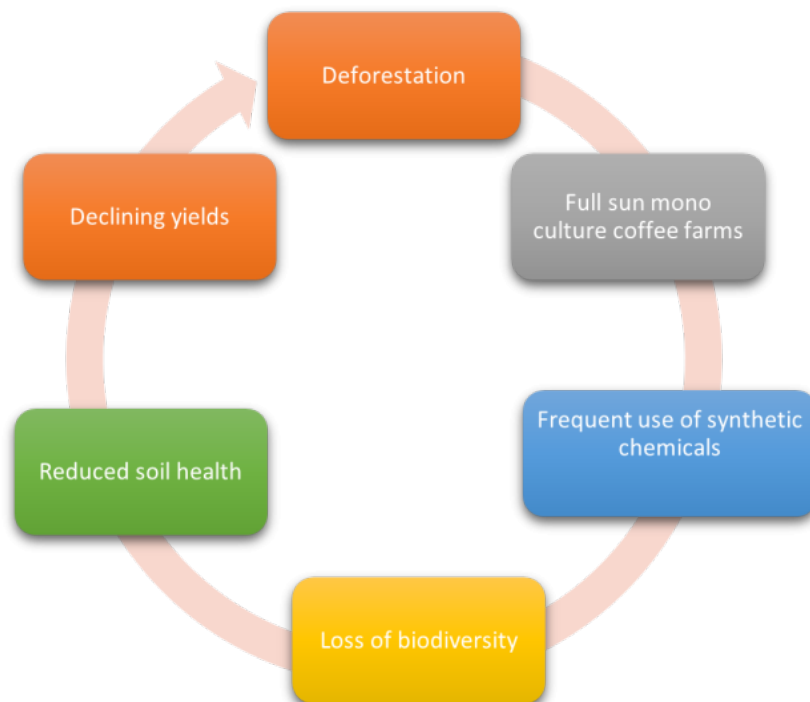 Deforestation
Full sun mono
culture coffee farms
Frequent use of synthetic
chemicals
Loss of biodiversity
Reduced soil health
Declining yields